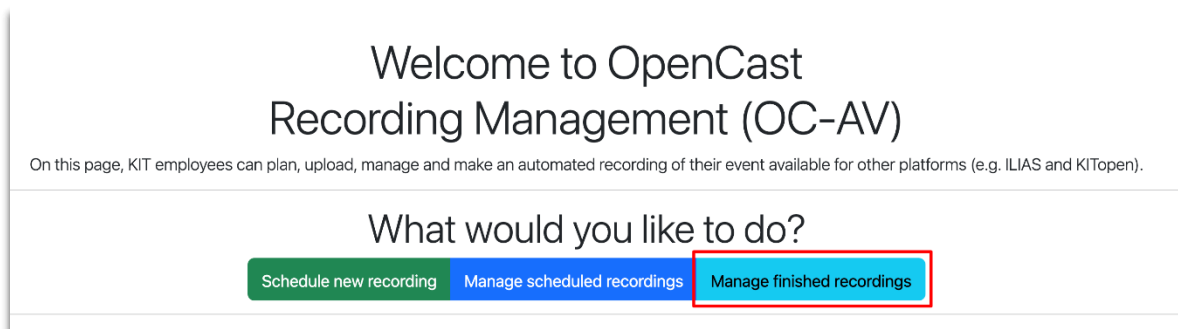 Welcome to OpenCast
Recording Management (OC-AV)
On this page, KIT employees can plan, upload, manage and make an automated recording of their event available for other platforms (e.g. ILIAS and KITopen).
What would you like to do?
Schedule new recording Manage scheduled recordings Manage finished recordings